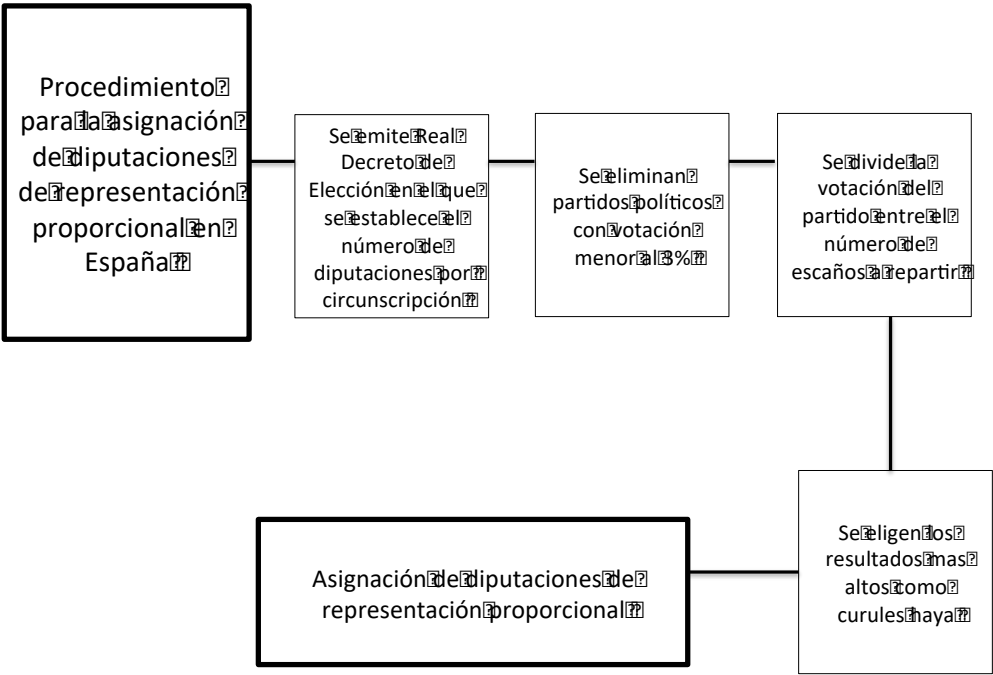 Procedimiento
para la asignación
de diputaciones
de representación
proporcional en
España
Se emite Real
Decreto de
Elección en el que
se establece el
número de
diputaciones por
circunscripción
Se eliminan
partidos políticos
con votación
menor al 3%
Se divide la
votación del
partido entre el
número de
escaños a repartir
Se eligen los
resultados mas
altos como
curules haya
Asignación de diputaciones de
representación proporcional